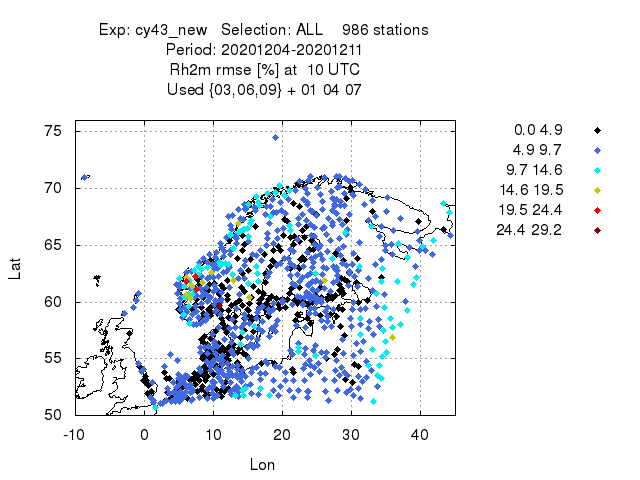 Exp: cy43_new Selection: ALL 986 stations
Period: 20201204-20201211
Rh2m rmse [%] at 10 UTC
Used {03,06,09} + 01 04 07
0.0 4.9
4.9 9.7
9.7 14.6
14.6 19.5
19.5 24.4
24.4 29.2
75
70
65
60
55
50
Lat
-10 0 10 20 30 40
Lon